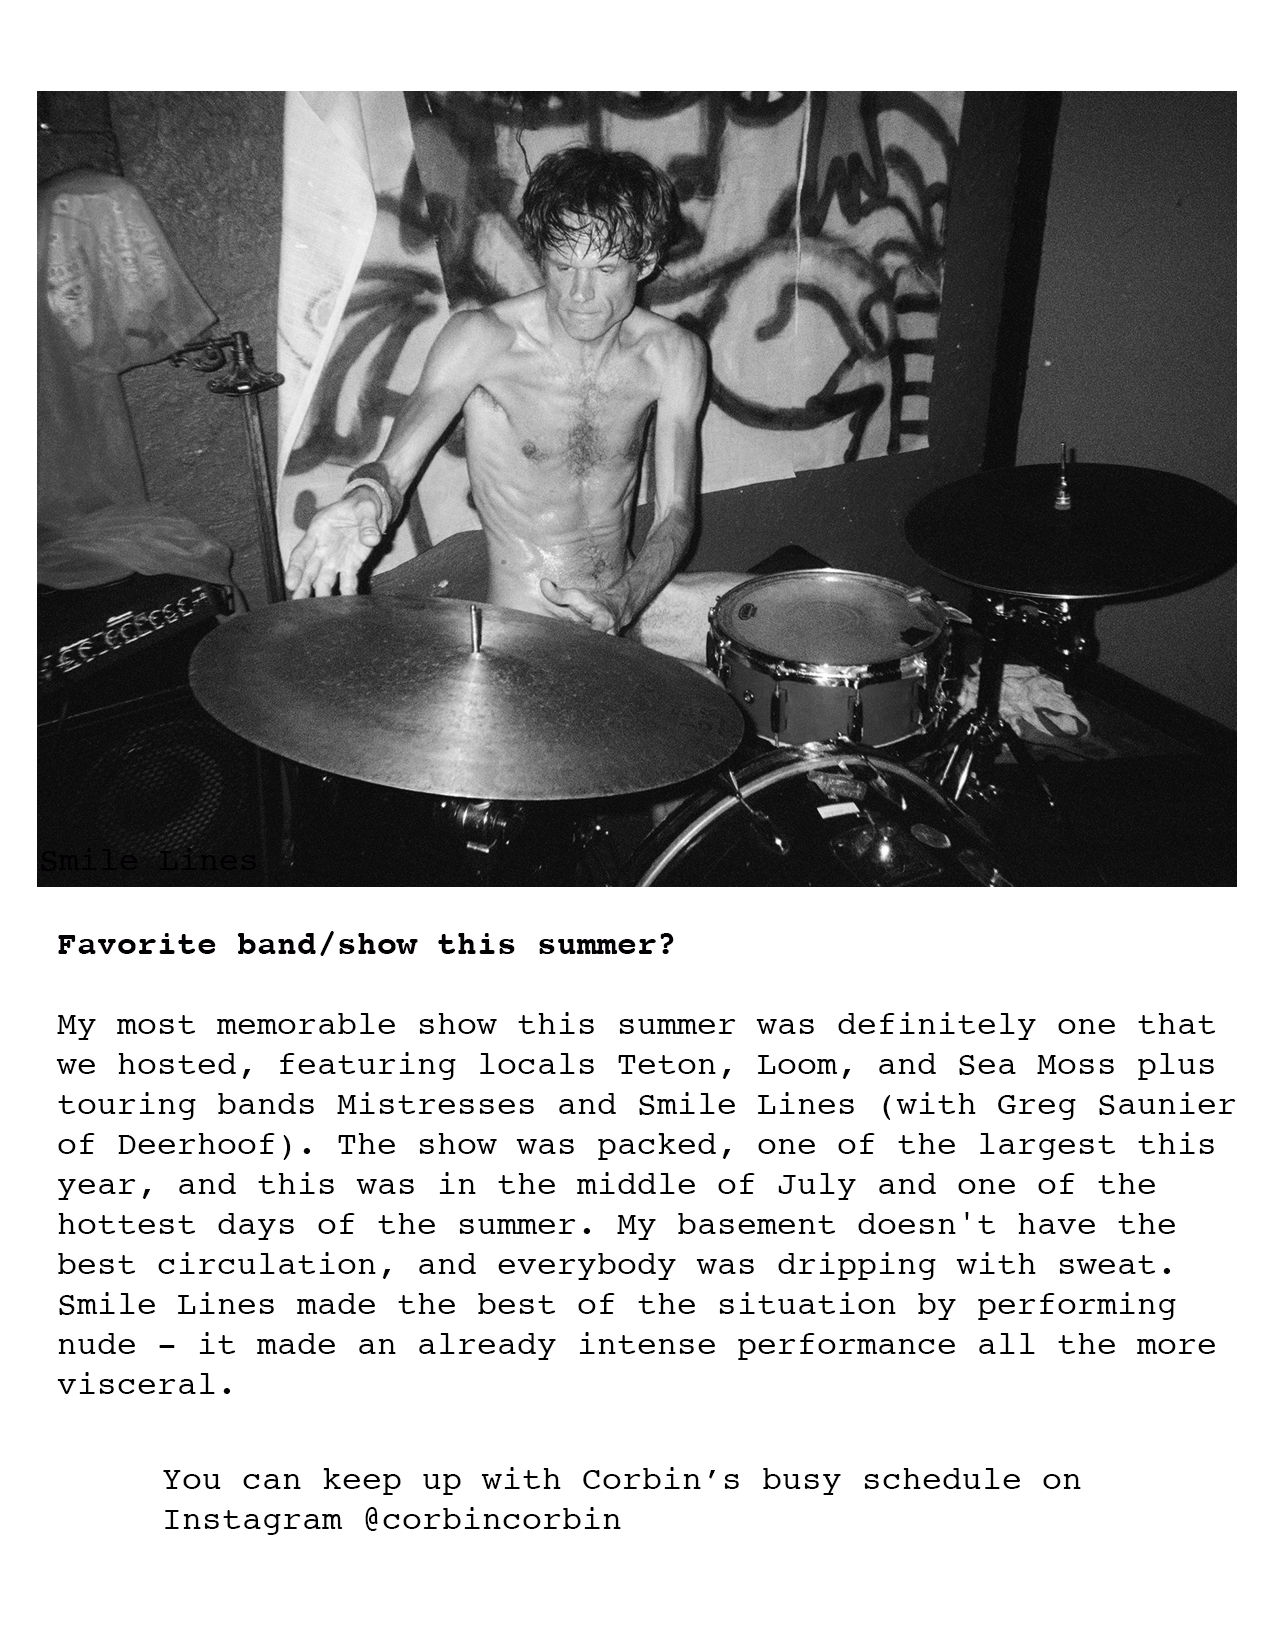 Smile Lines
Favorite band/show this summer?
My most memorable show this summer was definitely one that
we hosted, featuring locals Teton, Loom, and Sea Moss plus
touring bands Mistresses and Smile Lines (with Greg Saunier
of Deerhoof). The show was packed, one of the largest this
year, and this was in the middle of July and one of the
hottest days of the summer. My basement doesn't have the
best circulation, and everybody was dripping with sweat.
Smile Lines made the best of the situation by performing
nude – it made an already intense performance all the more
visceral.
You can keep up with Corbin’s busy schedule on
Instagram @corbincorbin